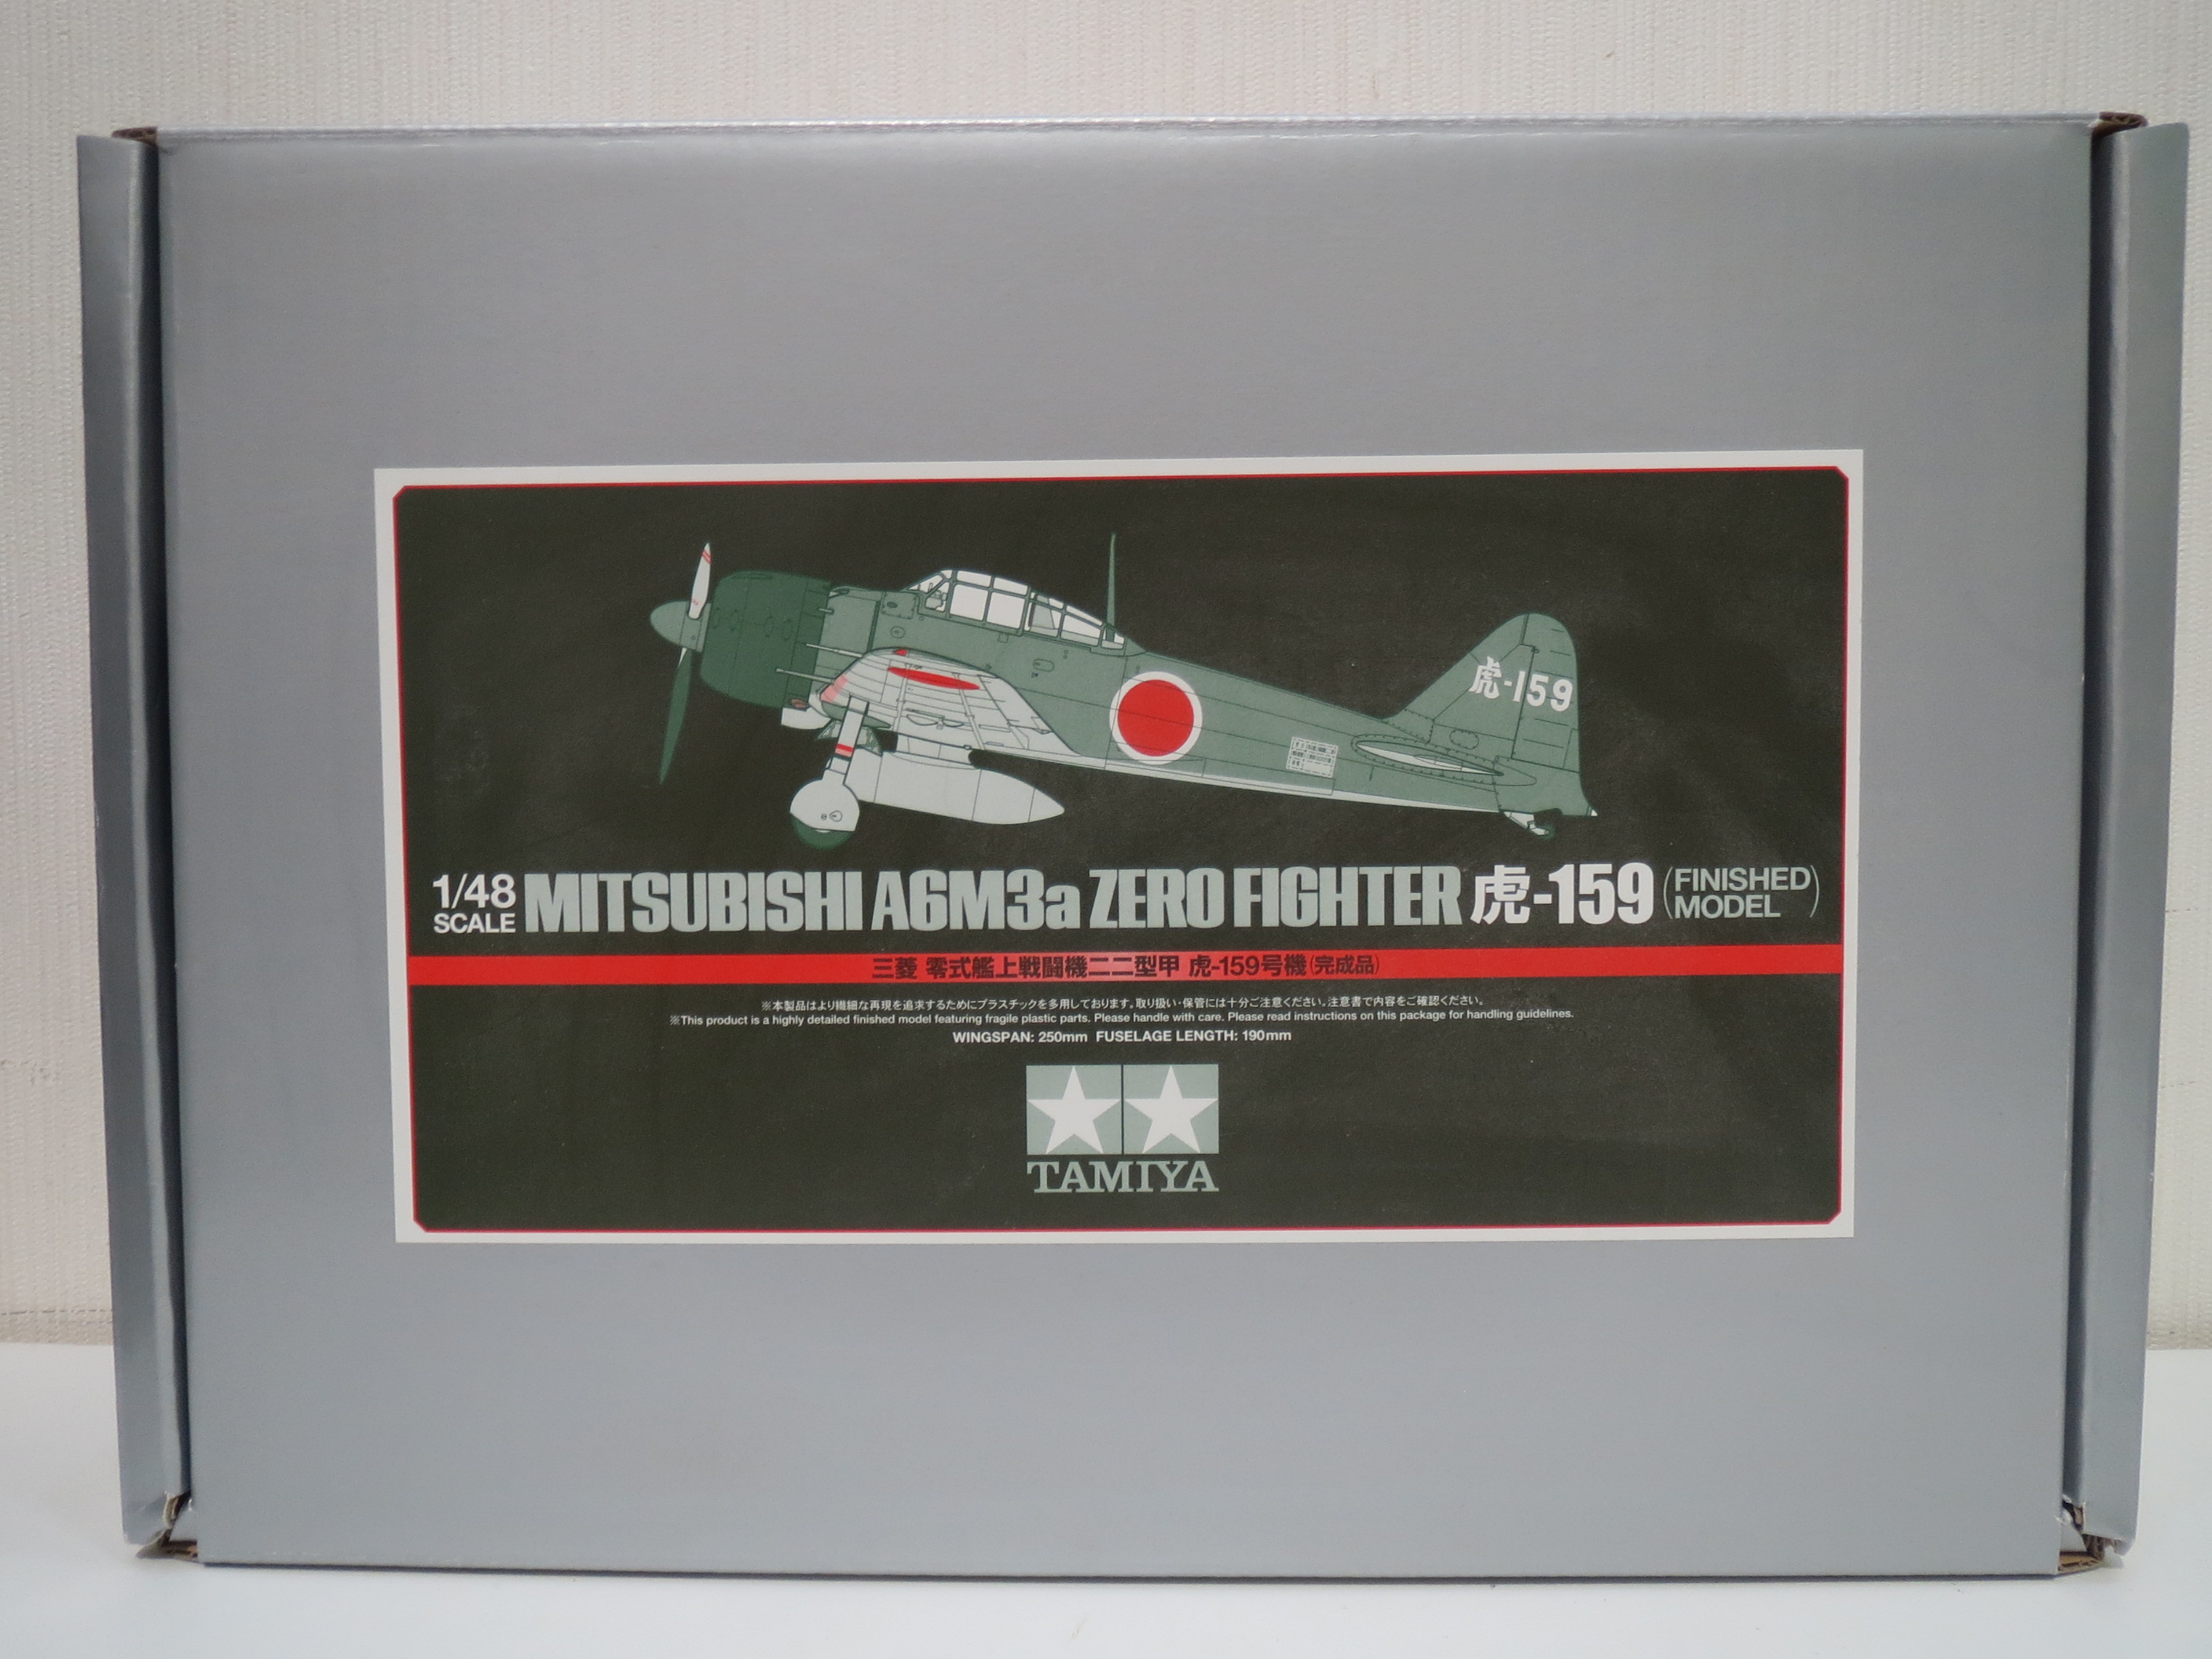 虎-159
1/48 SCALE MITSUBISHI A6M3a ZERO FIGHTER 虎-159 (FINISHED MODEL)
三菱 零式艦上戦闘機二二型甲 虎-159号機(完成品)
※本製品はより繊細な再現を追求するためにプラスチックを多用しております。取り扱い・保管には十分ご注意ください。注意書で内容をご確認ください。
※This product is a highly detailed finished model featuring fragile plastic parts. Please handle with care. Please read instructions on this package for handling guidelines.
WINGSPAN: 250mm FUSELAGE LENGTH: 190mm
TAMIYA